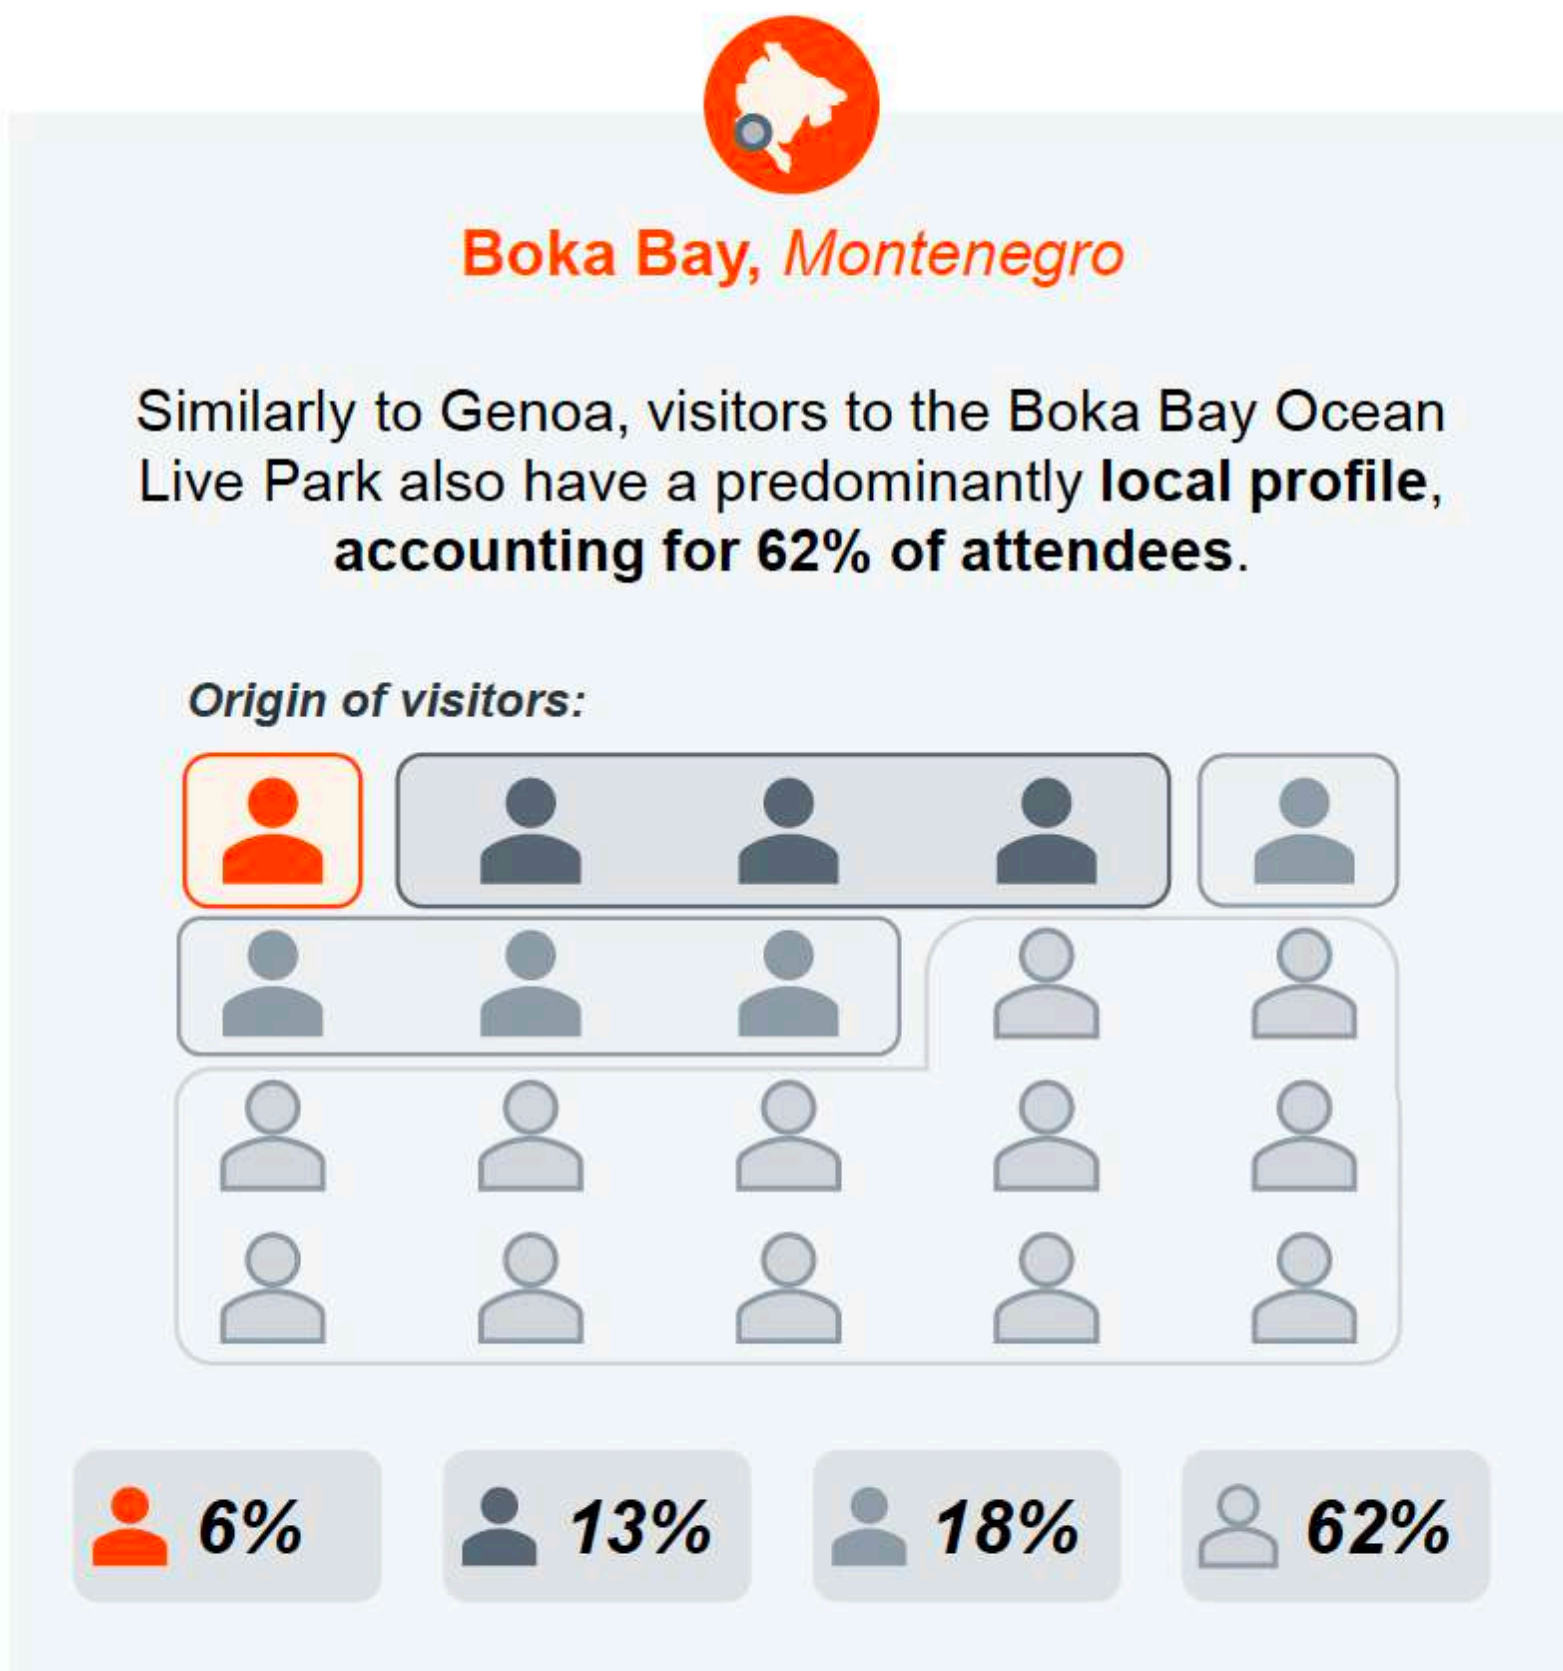 Boka Bay, Montenegro
Similarly to Genoa, visitors to the Boka Bay Ocean
Live Park also have a predominantly local profile,
accounting for 62% of attendees.
Origin of visitors:
6% 13% 18% 62%